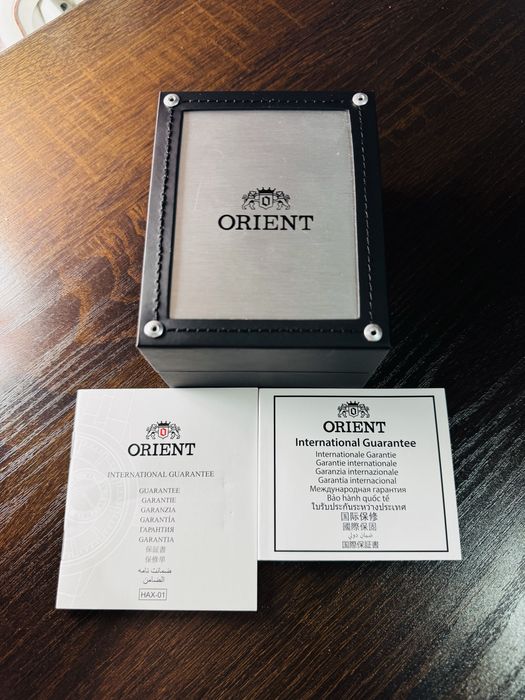 ORIENT
ORIENT
INTERNATIONAL GUARANTEE
GUARANTEE
GARANTIE
GARANZIA
GARANTÍA
ГАРАНТИЯ
GARANTIA
保証書
保修單
ضمانت نامه
الضامن
HAX-01
ORIENT
International Guarantee
Internationale Garantie
Garantie internationale
Garanzia internazionale
Garantía internacional
Международная гарантия
Bảo hành quốc tế
ใบรับประกันระหว่างประเทศ
国际保修
國際保固
ضمان دولي
国際保証書